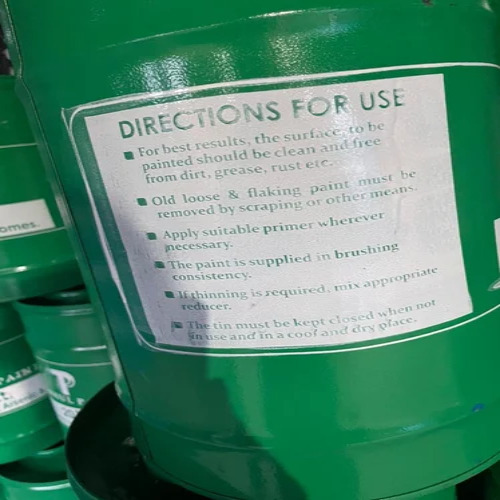 DIRECTIONS FOR USE
■ For best results, the surface, to be
painted should be clean and free
from dirt, grease, rust etc.
■ Old loose & flaking paint must be
removed by scraping or other means.
■ Apply suitable primer wherever
necessary.
■ The paint is supplied in brushing
consistency.
■ If thinning is required, mix appropriate
reducer.
■ The tin must be kept closed when not
in use and in a cool and dry place.
omes.